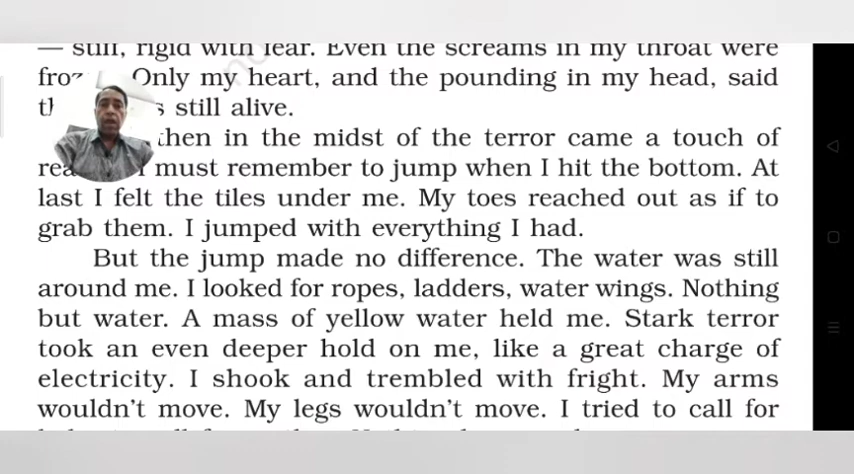 — stiff, rigid with fear. Even the screams in my throat were
Only my heart, and the pounding in my head, said
still alive.
then in the midst of the terror came a touch of
must remember to jump when I hit the bottom. At
last I felt the tiles under me. My toes reached out as if to
grab them. I jumped with everything I had.
But the jump made no difference. The water was still
around me. I looked for ropes, ladders, water wings. Nothing
but water. A mass of yellow water held me. Stark terror
took an even deeper hold on me, like a great charge of
electricity. I shook and trembled with fright. My arms
wouldn't move. My legs wouldn't move. I tried to call for